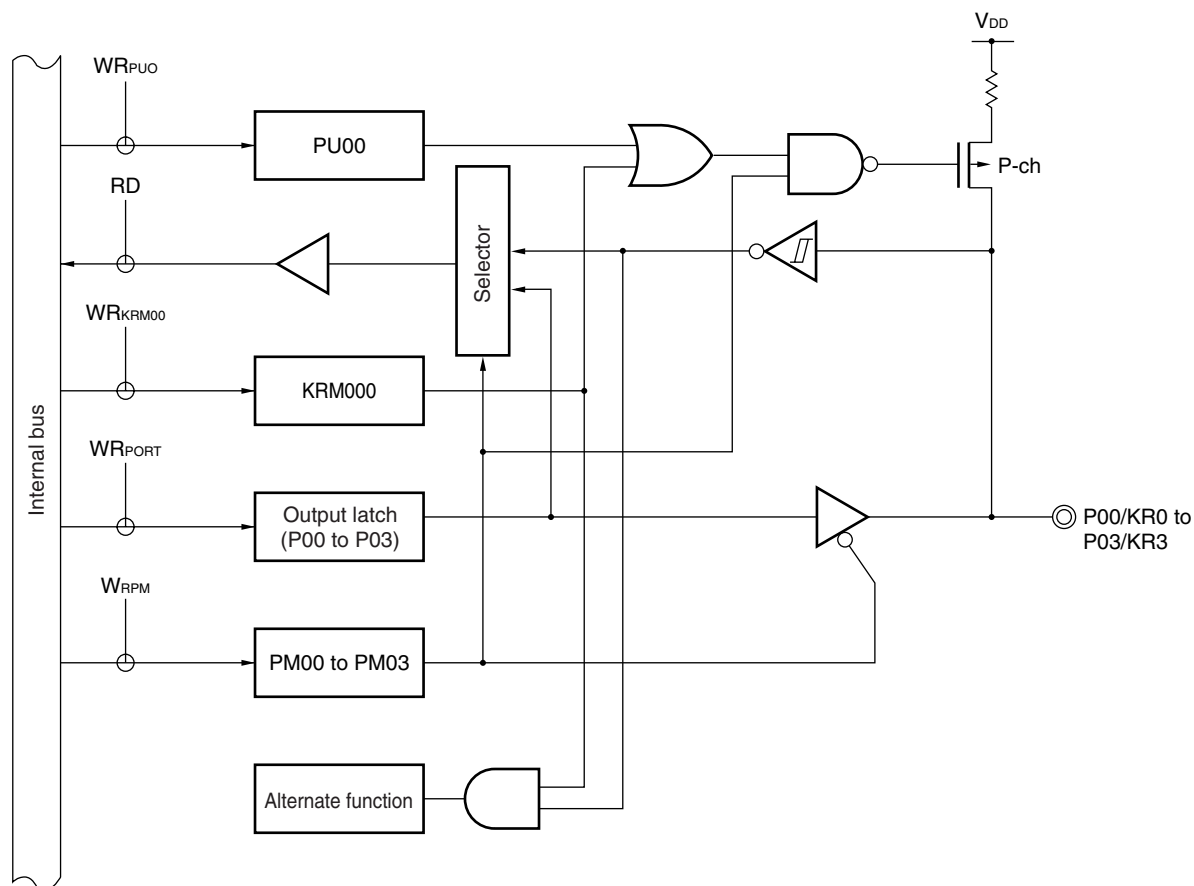 VDD
WRPUO
PU00
P-ch
RD
Selector
WRKRM00
KRM000
Internal bus
WRPORT
Output latch
(P00 to P03)
P00/KR0 to
P03/KR3
WRPM
PM00 to PM03
Alternate function